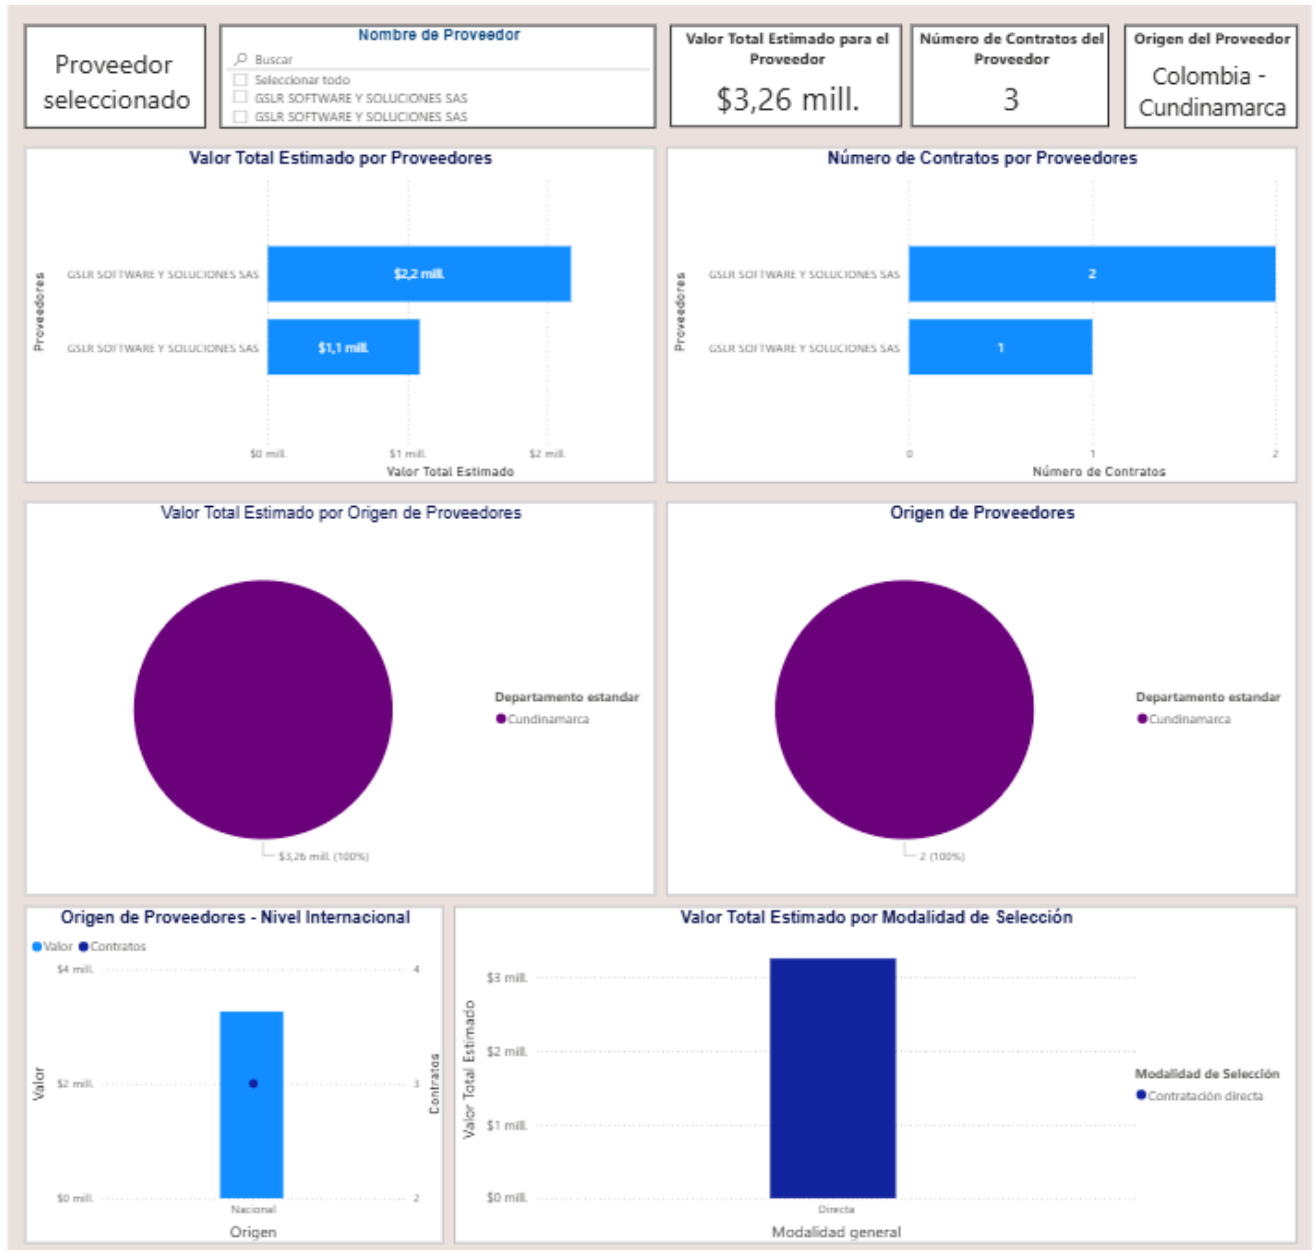 Proveedor
seleccionado
Nombre de Proveedor
Buscar
Seleccionar todo
GSLR SOFTWARE Y SOLUCIONES SAS
GSLR SOFTWARE Y SOLUCIONES SAS
Valor Total Estimado para el
Proveedor
$3,26 mill.
Número de Contratos del
Proveedor
3
Origen del Proveedor
Colombia -
Cundinamarca
Valor Total Estimado por Proveedores
Proveedores
GSLR SOFTWARE Y SOLUCIONES SAS
$2,2 mill.
GSLR SOFTWARE Y SOLUCIONES SAS
$1,1 mill.
$0 mill.
$1 mill.
$2 mill.
Valor Total Estimado
Número de Contratos por Proveedores
Proveedores
GSLR SOFTWARE Y SOLUCIONES SAS
2
GSLR SOFTWARE Y SOLUCIONES SAS
1
0
1
2
Número de Contratos
Valor Total Estimado por Origen de Proveedores
Departamento estandar
Cundinamarca
$3,26 mill. (100%)
Origen de Proveedores
Departamento estandar
Cundinamarca
2 (100%)
Origen de Proveedores - Nivel Internacional
Valor Contratos
Valor
$4 mill.
$2 mill.
$0 mill.
4
3
2
Contratos
Nacional
Origen
Valor Total Estimado por Modalidad de Selección
Valor Total Estimado
$3 mill.
$2 mill.
$1 mill.
$0 mill.
Directa
Modalidad general
Modalidad de Selección
Contratación directa